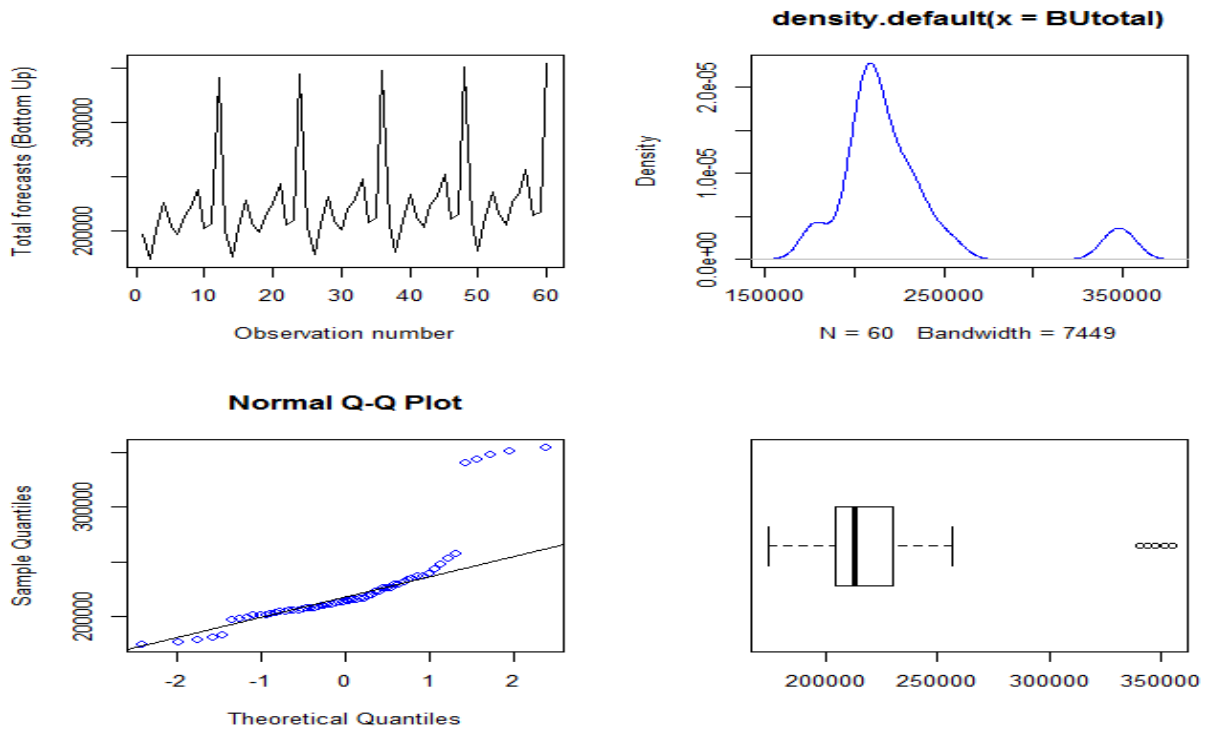 Total forecasts (Bottom Up)
200000
300000
0
10
20
30
40
50
60
Observation number
density.default(x = BUtotal)
Density
0.0e+00
1.0e-05
2.0e-05
150000
250000
350000
N = 60 Bandwidth = 7449
Normal Q-Q Plot
Sample Quantiles
200000
300000
-2
-1
0
1
2
Theoretical Quantiles
200000
250000
300000
350000